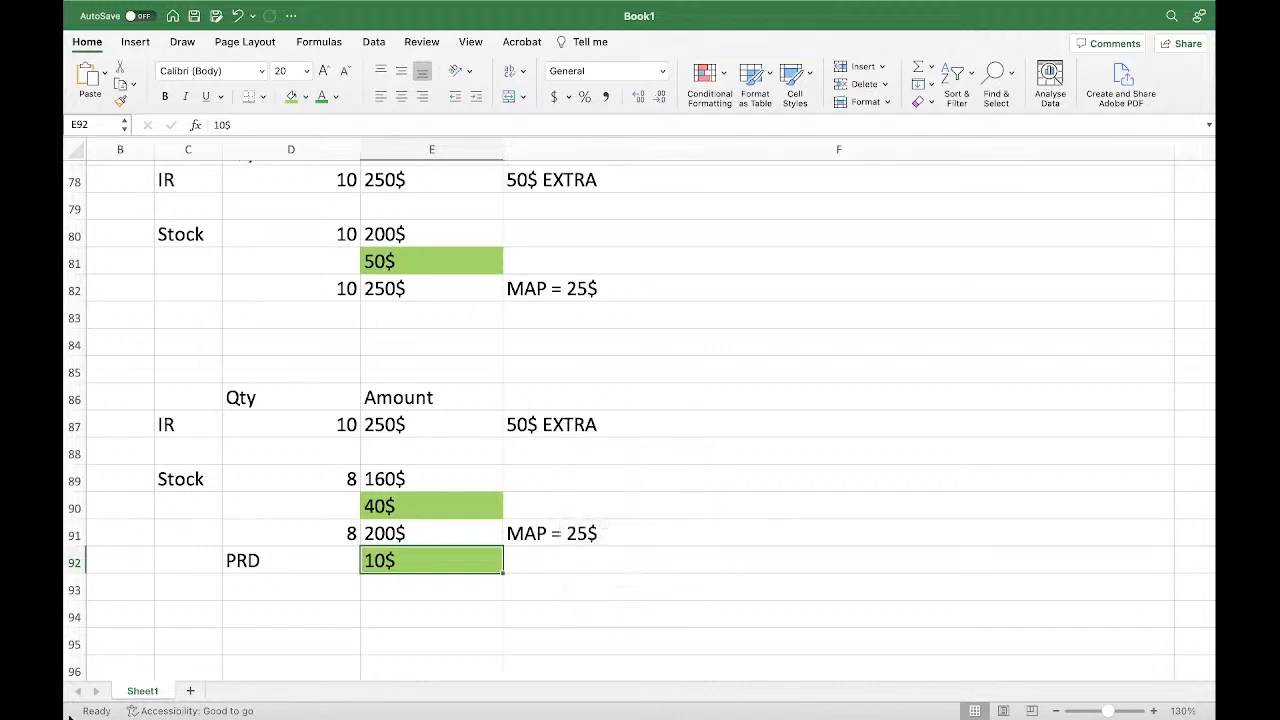 AutoSave OFF Book1
Home Insert Draw Page Layout Formulas Data Review View Acrobat Tell me Comments Share
Paste Calibri (Body) 20 General Conditional Formatting Format as Table Cell Styles Insert Delete Format Sort & Filter Find & Select Analyse Data Create and Share Adobe PDF
B I U $ % ,
E92 fx 10$
B C D E F
78 IR 10 250$ 50$ EXTRA
79
80 Stock 10 200$
81 50$
82 10 250$ MAP = 25$
83
84
85
86 Qty Amount
87 IR 10 250$ 50$ EXTRA
88
89 Stock 8 160$
90 40$
91 8 200$ MAP = 25$
92 PRD 10$
93
94
95
96
Sheet1 +
Ready Accessibility: Good to go 130%